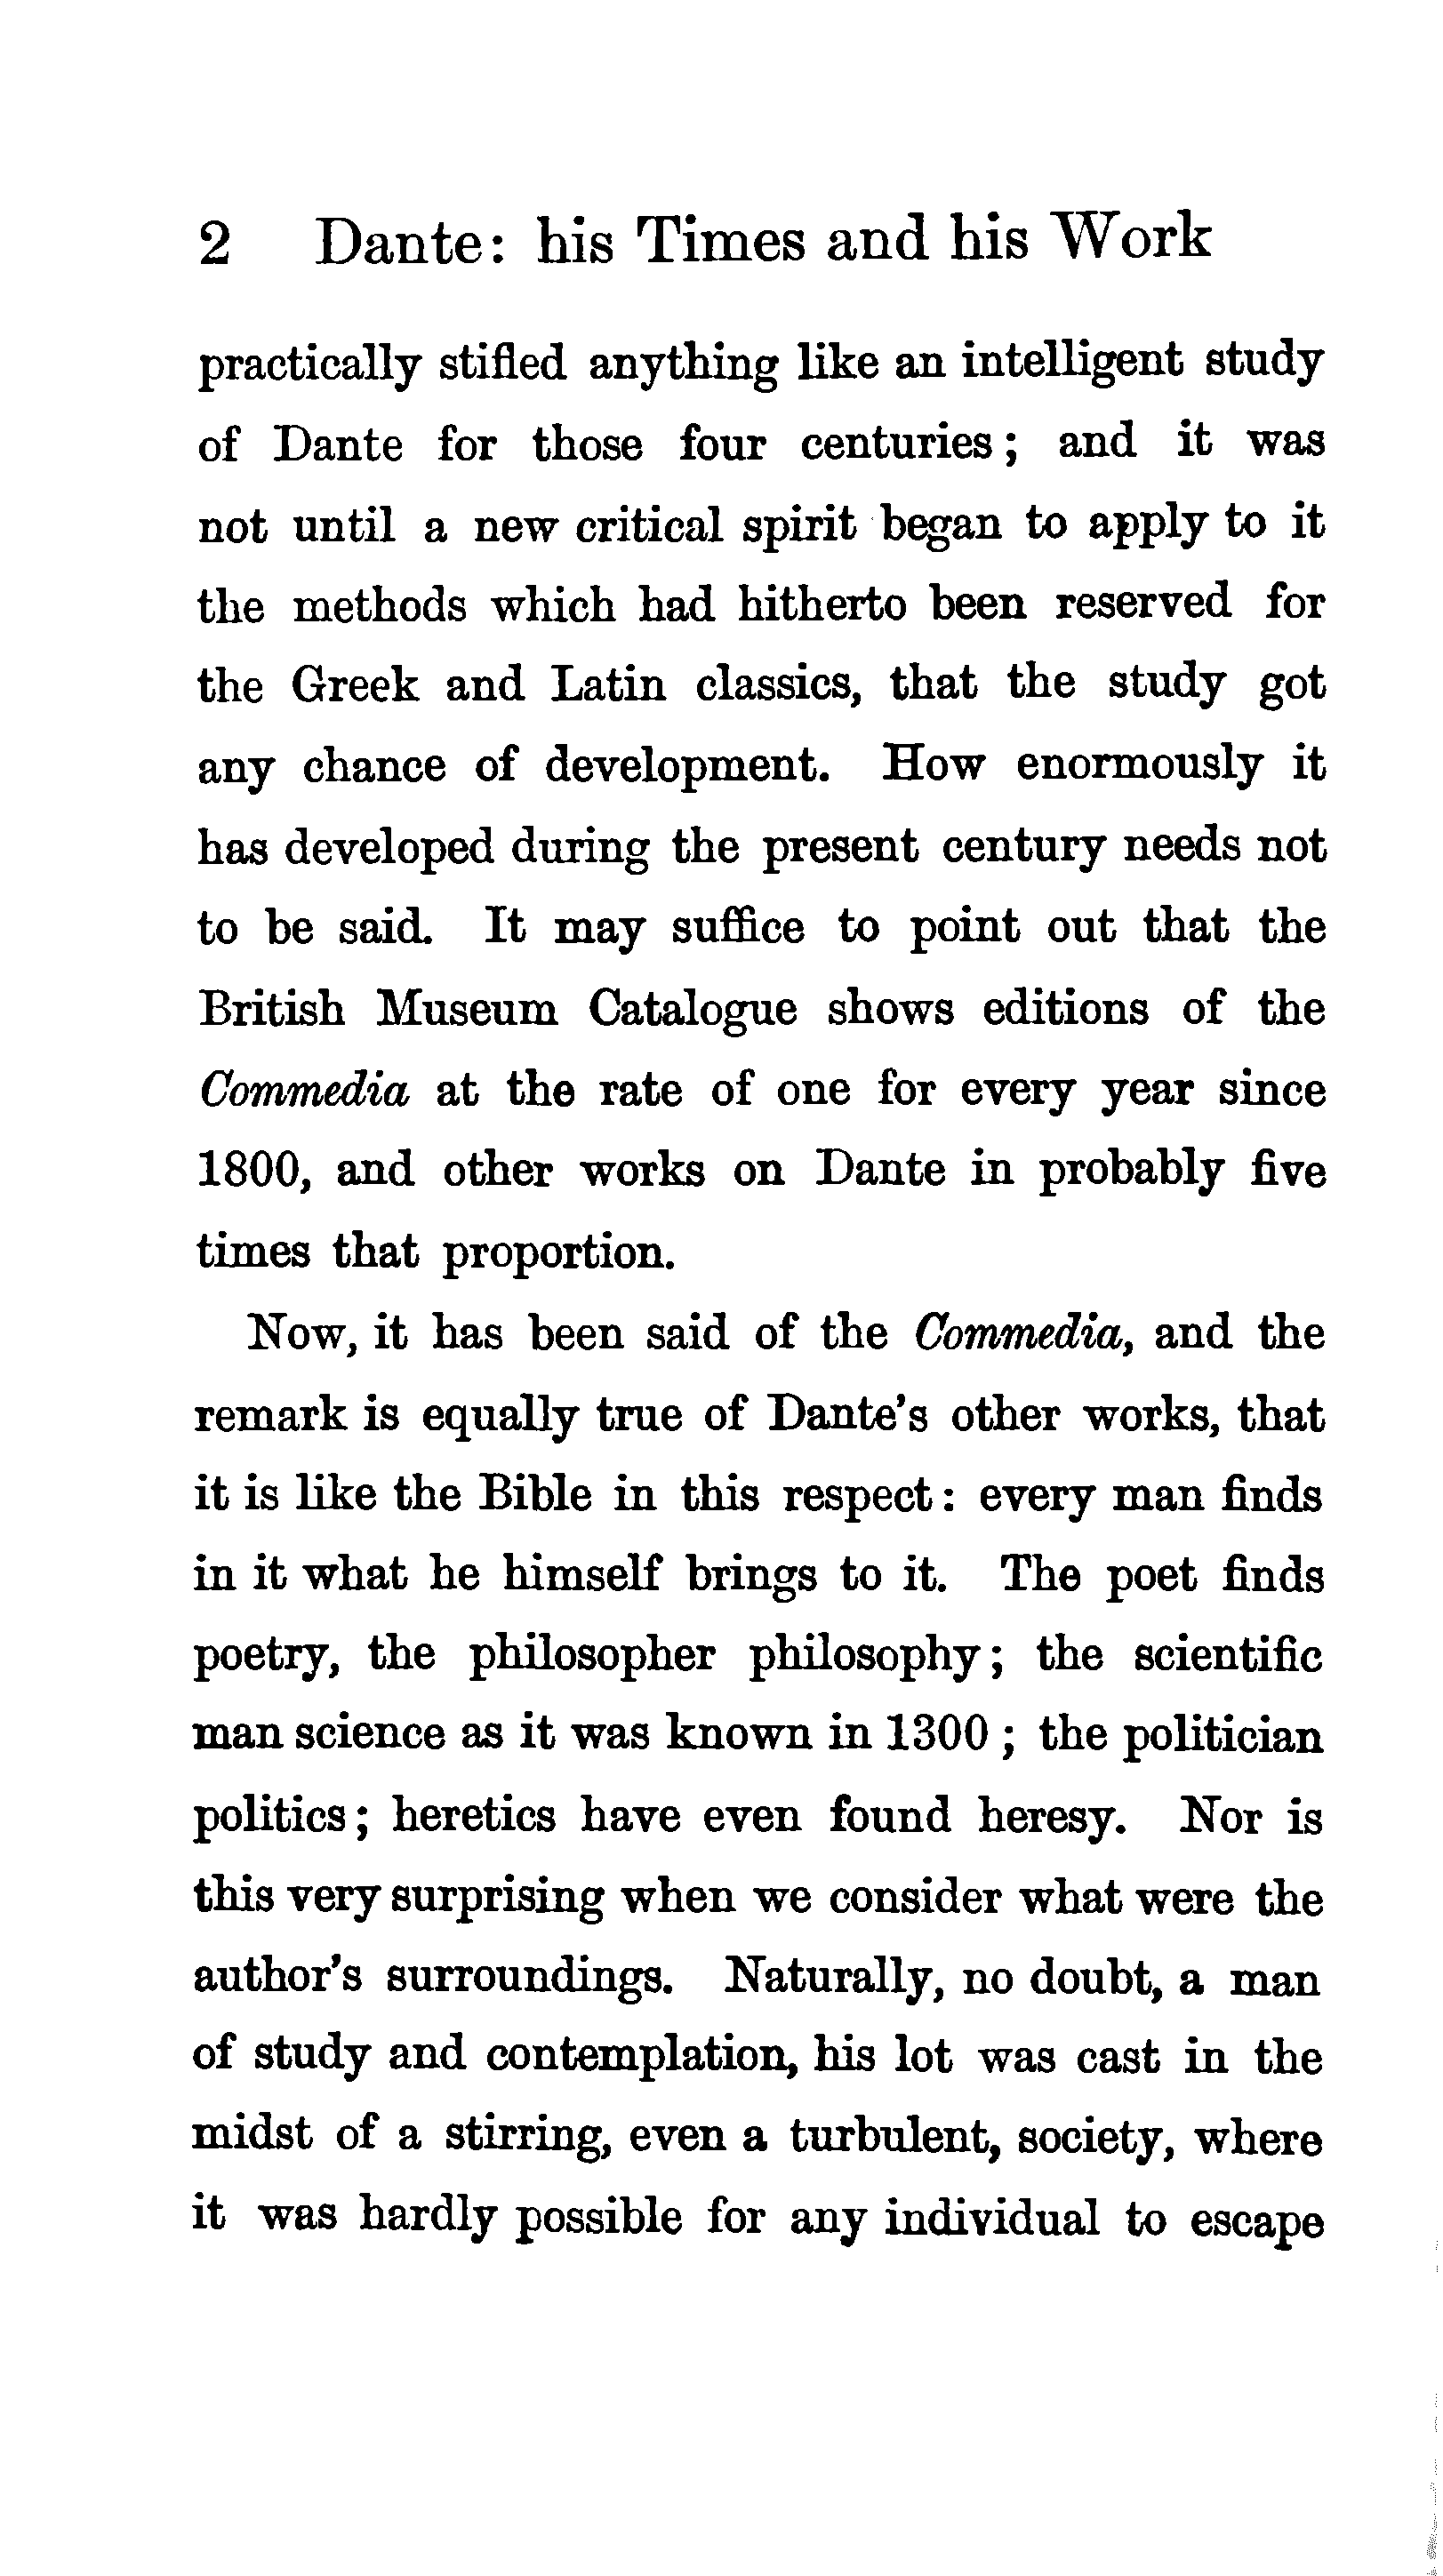 2 Dante: his Times and his Work
practically stifled anything like an intelligent study
of Dante for those four centuries; and it was
not until a new critical spirit began to apply to it
the methods which had hitherto been reserved for
the Greek and Latin classics, that the study got
any chance of development. How enormously it
has developed during the present century needs not
to be said. It may suffice to point out that the
British Museum Catalogue shows editions of the
Commedia at the rate of one for every year since
1800, and other works on Dante in probably five
times that proportion.
Now, it has been said of the Commedia, and the
remark is equally true of Dante's other works, that
it is like the Bible in this respect: every man finds
in it what he himself brings to it. The poet finds
poetry, the philosopher philosophy; the scientific
man science as it was known in 1300; the politician
politics; heretics have even found heresy. Nor is
this very surprising when we consider what were the
author's surroundings. Naturally, no doubt, a man
of study and contemplation, his lot was cast in the
midst of a stirring, even a turbulent, society, where
it was hardly possible for any individual to escape